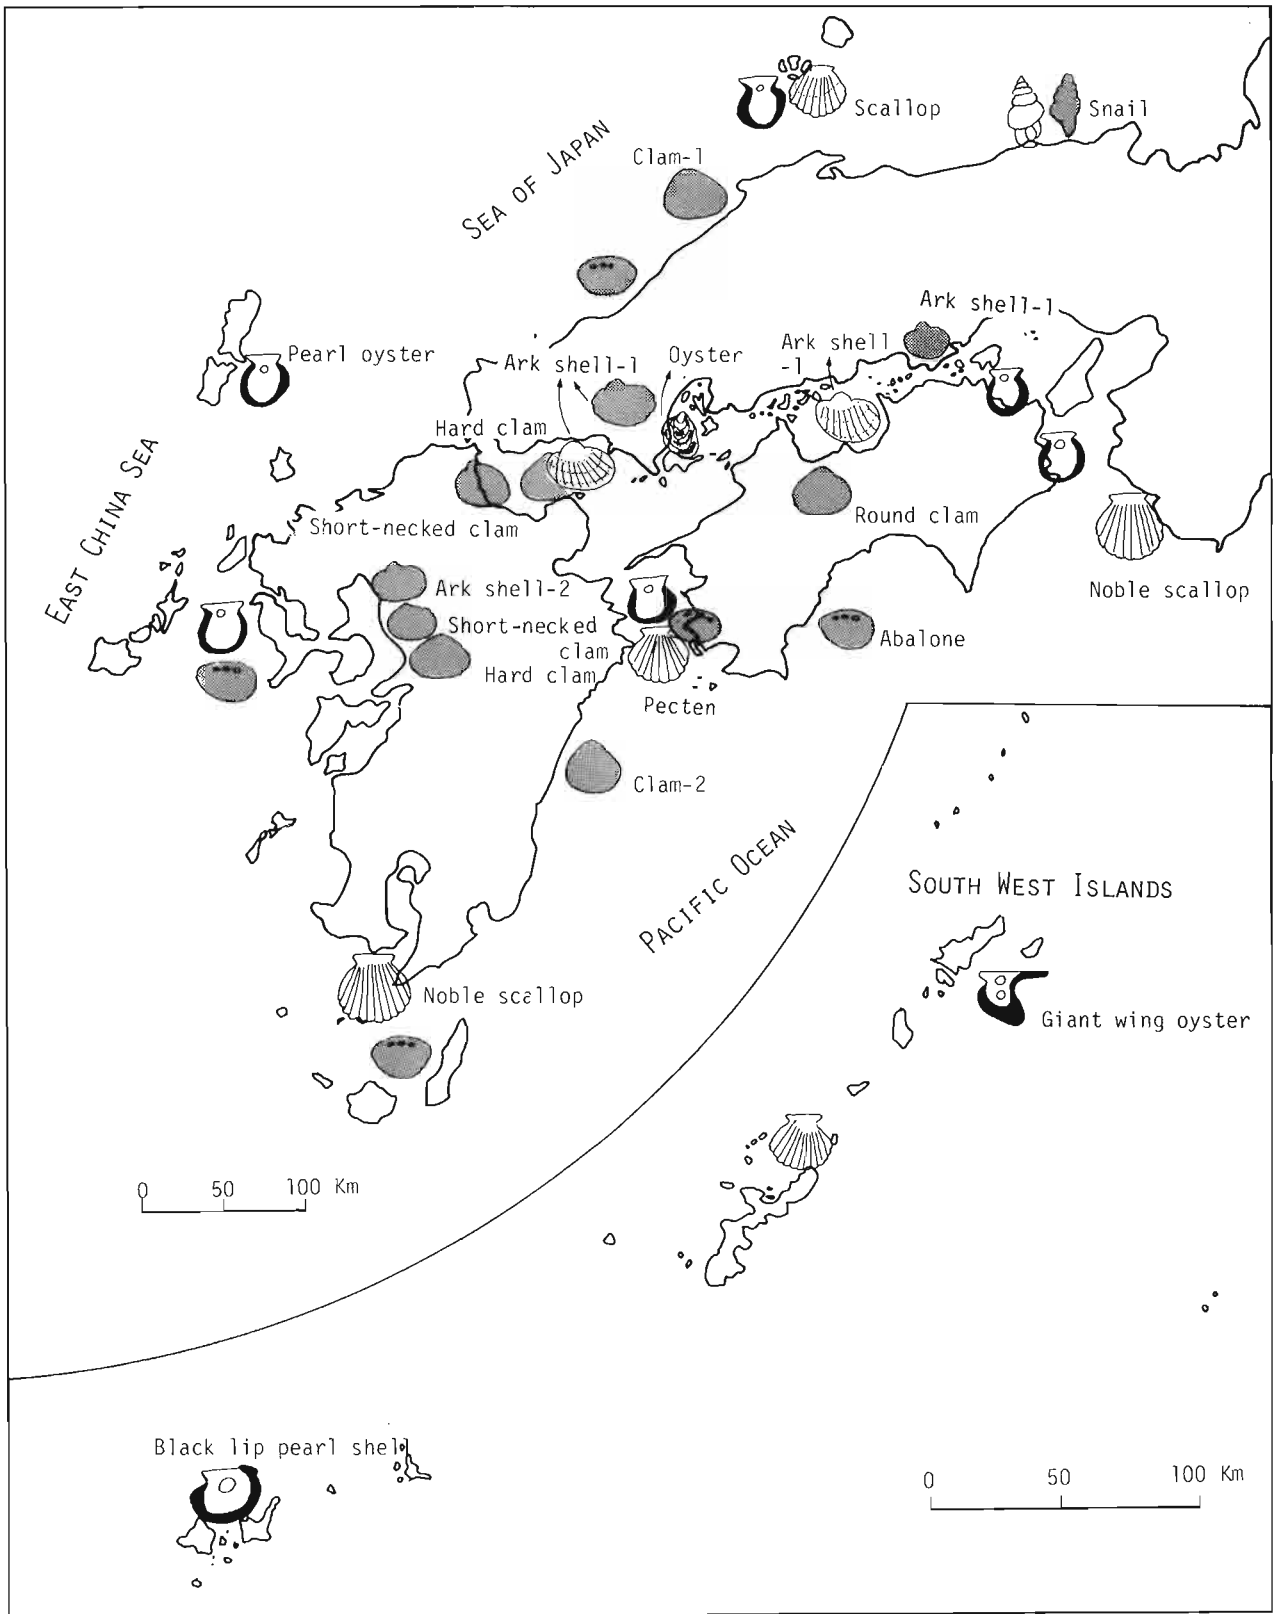 Scallop
Snail
Clam-1
SEA OF JAPAN
Ark shell-1
Pearl oyster
Ark shell-1
Oyster
Ark shell
-1
Hard clam
EAST CHINA SEA
Short-necked clam
Round clam
Noble scallop
Ark shell-2
Short-necked
clam
Hard clam
Abalone
Pecten
Clam-2
PACIFIC OCEAN
SOUTH WEST ISLANDS
Noble scallop
Giant wing oyster
0 50 100 Km
Black lip pearl shell
0 50 100 Km